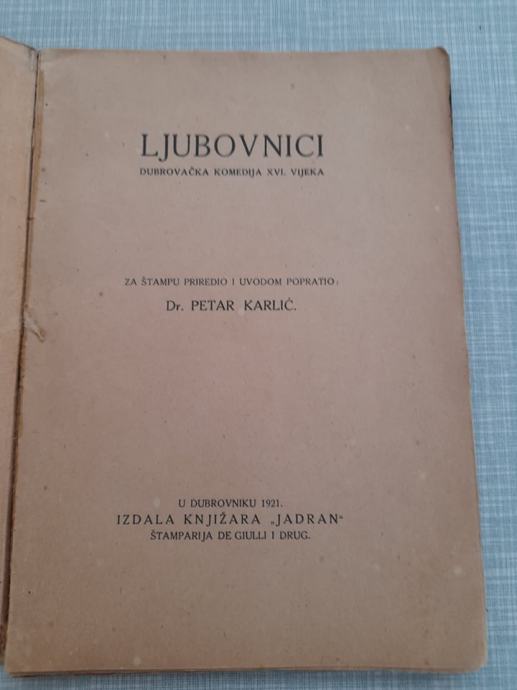 LJUBOVNICI
DUBROVAČKA KOMEDIJA XVI. VIJEKA
ZA ŠTAMPU PRIREDIO I UVODOM POPRATIO:
Dr. PETAR KARLIĆ.
U DUBROVNIKU 1921.
IZDALA KNJIŽARA „JADRAN“
ŠTAMPARIJA DE GIULLI I DRUG.